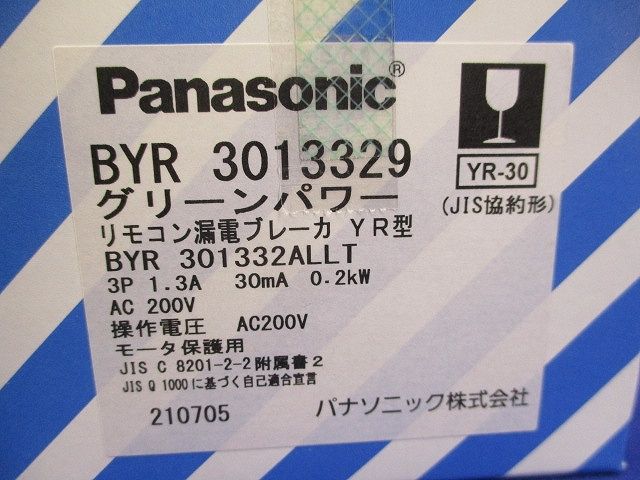 Panasonic®
BYR 3013329
グリーンパワー
リモコン漏電ブレーカ YR型
BYR 301332ALLT
3P 1.3A 30mA 0.2kW
AC 200V
操作電圧 AC200V
モータ保護用
JIS C 8201-2-2附属書2
JIS Q 1000に基づく自己適合宣言
210705
パナソニック株式会社
YR-30
(JIS協約形)